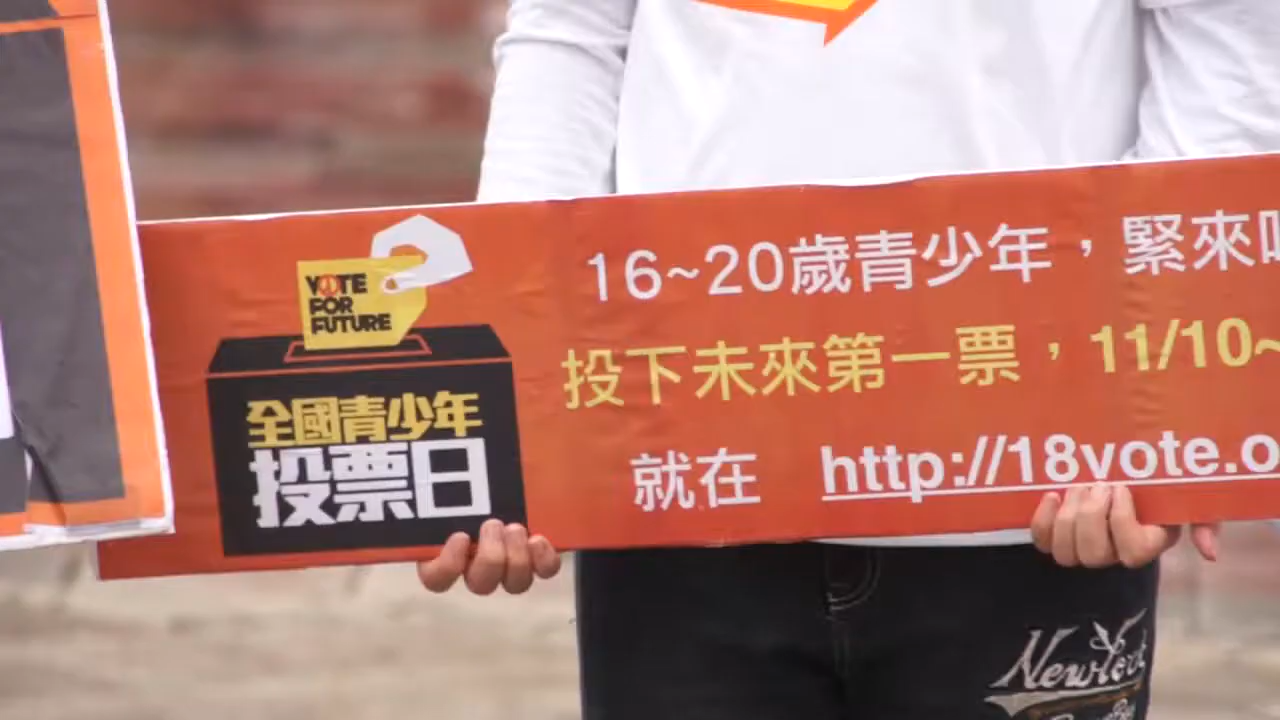 VOTE
FOR
FUTURE
全國青少年
投票日
16~20歲青少年，緊來
投下未來第一票，11/10~
就在 http://18vote.o
New